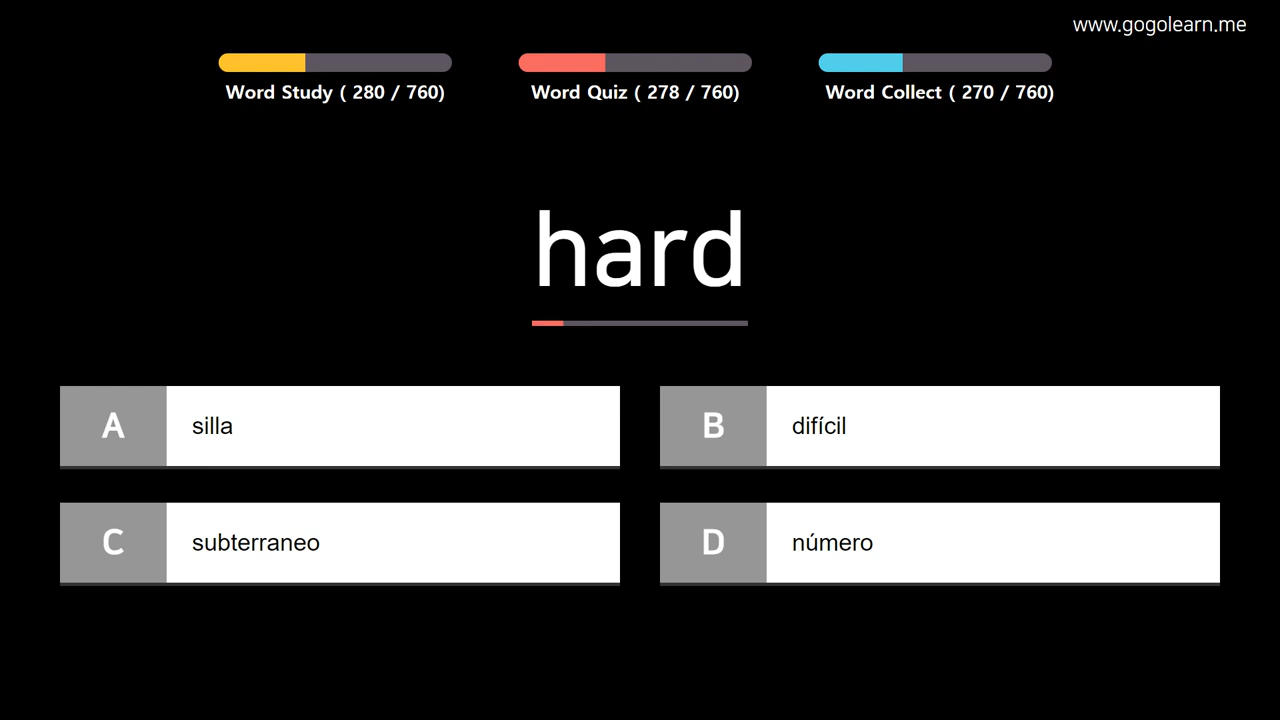 www.gogolearn.me
Word Study ( 280 / 760)
Word Quiz ( 278 / 760)
Word Collect ( 270 / 760)
hard
A silla
B difícil
C subterraneo
D número